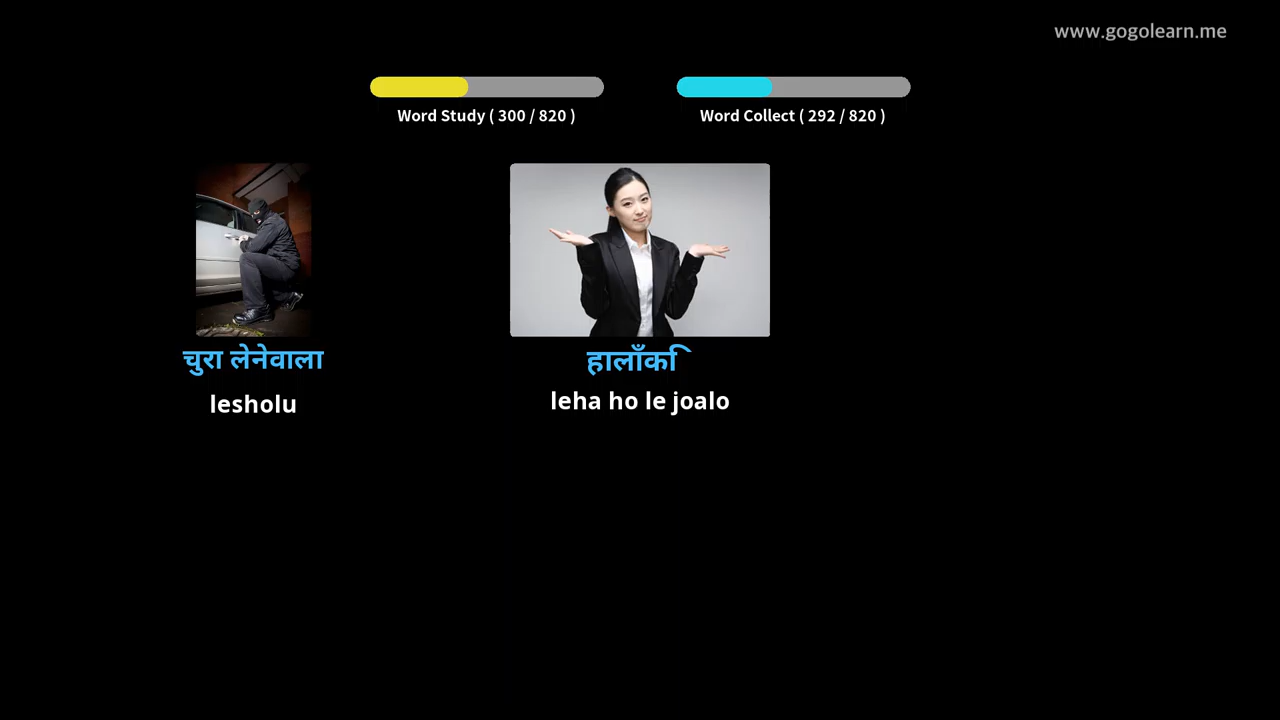 www.gogolearn.me
Word Study ( 300 / 820 )
Word Collect ( 292 / 820 )
चुरा लेनेवाला
हालाँकि
lesholu
leha ho le joalo